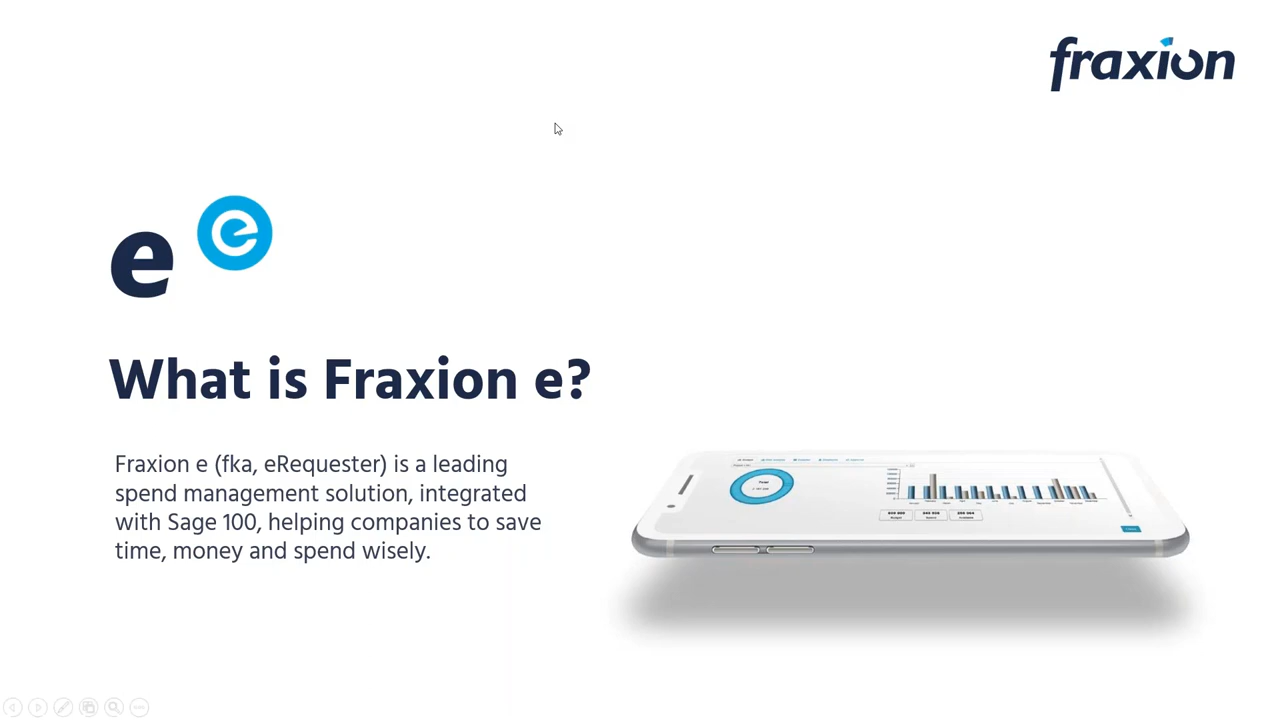 fraxion
e e
What is Fraxion e?
Fraxion e (fka, eRequester) is a leading
spend management solution, integrated
with Sage 100, helping companies to save
time, money and spend wisely.